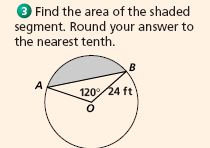 3 Find the area of the shaded
segment. Round your answer to
the nearest tenth.
B
A
120° 24 ft
O